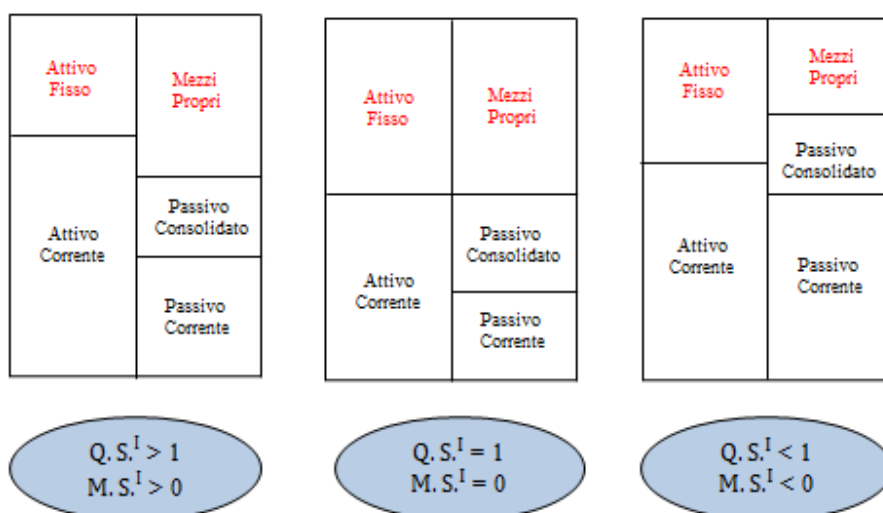 Attivo
Fisso
Mezzi
Propri
Attivo
Corrente
Passivo
Consolidato
Passivo
Corrente
Q. S.ᴵ > 1
M. S.ᴵ > 0
Attivo
Fisso
Mezzi
Propri
Attivo
Corrente
Passivo
Consolidato
Passivo
Corrente
Q. S.ᴵ = 1
M. S.ᴵ = 0
Attivo
Fisso
Mezzi
Propri
Passivo
Consolidato
Attivo
Corrente
Passivo
Corrente
Q. S.ᴵ < 1
M. S.ᴵ < 0